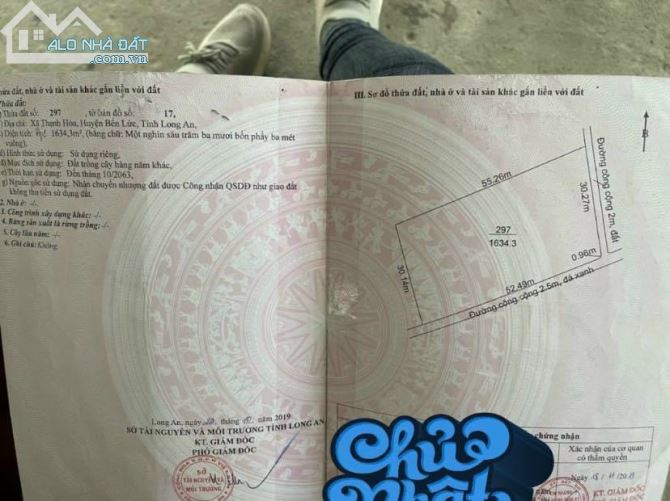 ALO NHÀ ĐẤT
.com.vn
đất, nhà ở và tài sản khác gắn liền với đất
Thửa đất:
Thửa đất số: 297, tờ bản đồ số: 17,
Địa chỉ: Xã Thạnh Hòa, Huyện Bến Lức, Tỉnh Long An,
Diện tích: 1634,3m², (bằng chữ: Một nghìn sáu trăm ba mươi bốn phẩy ba mét
vuông),
d) Hình thức sử dụng: Sử dụng riêng,
đ) Mục đích sử dụng: Đất trồng cây hàng năm khác,
e) Thời hạn sử dụng: Đến tháng 10/2063,
g) Nguồn gốc sử dụng: Nhận chuyển nhượng đất được Công nhận QSDĐ như giao đất
không thu tiền sử dụng đất.
2. Nhà ở: -/-
3. Công trình xây dựng khác: -/-
4. Rừng sản xuất là rừng trồng: -/-
5. Cây lâu năm: -/-
6. Ghi chú: Không.
Long An, ngày tháng năm 2019
SỞ TÀI NGUYÊN VÀ MÔI TRƯỜNG TỈNH LONG AN
KT. GIÁM ĐỐC
PHÓ GIÁM ĐỐC
SỞ
TÀI NGUYÊN VÀ
MÔI TRƯỜNG
III. Sơ đồ thửa đất, nhà ở và tài sản khác gắn liền với đất
B
55.26m
30.27m
Đường công cộng 2m, đất
297
1634.3
0.96m
30.14m
52.49m
Đường công cộng 2.5m, đá xanh
chứng nhận
Xác nhận của cơ quan
có thẩm quyền
KT. GIÁM ĐỐC
Chủ
Nhật